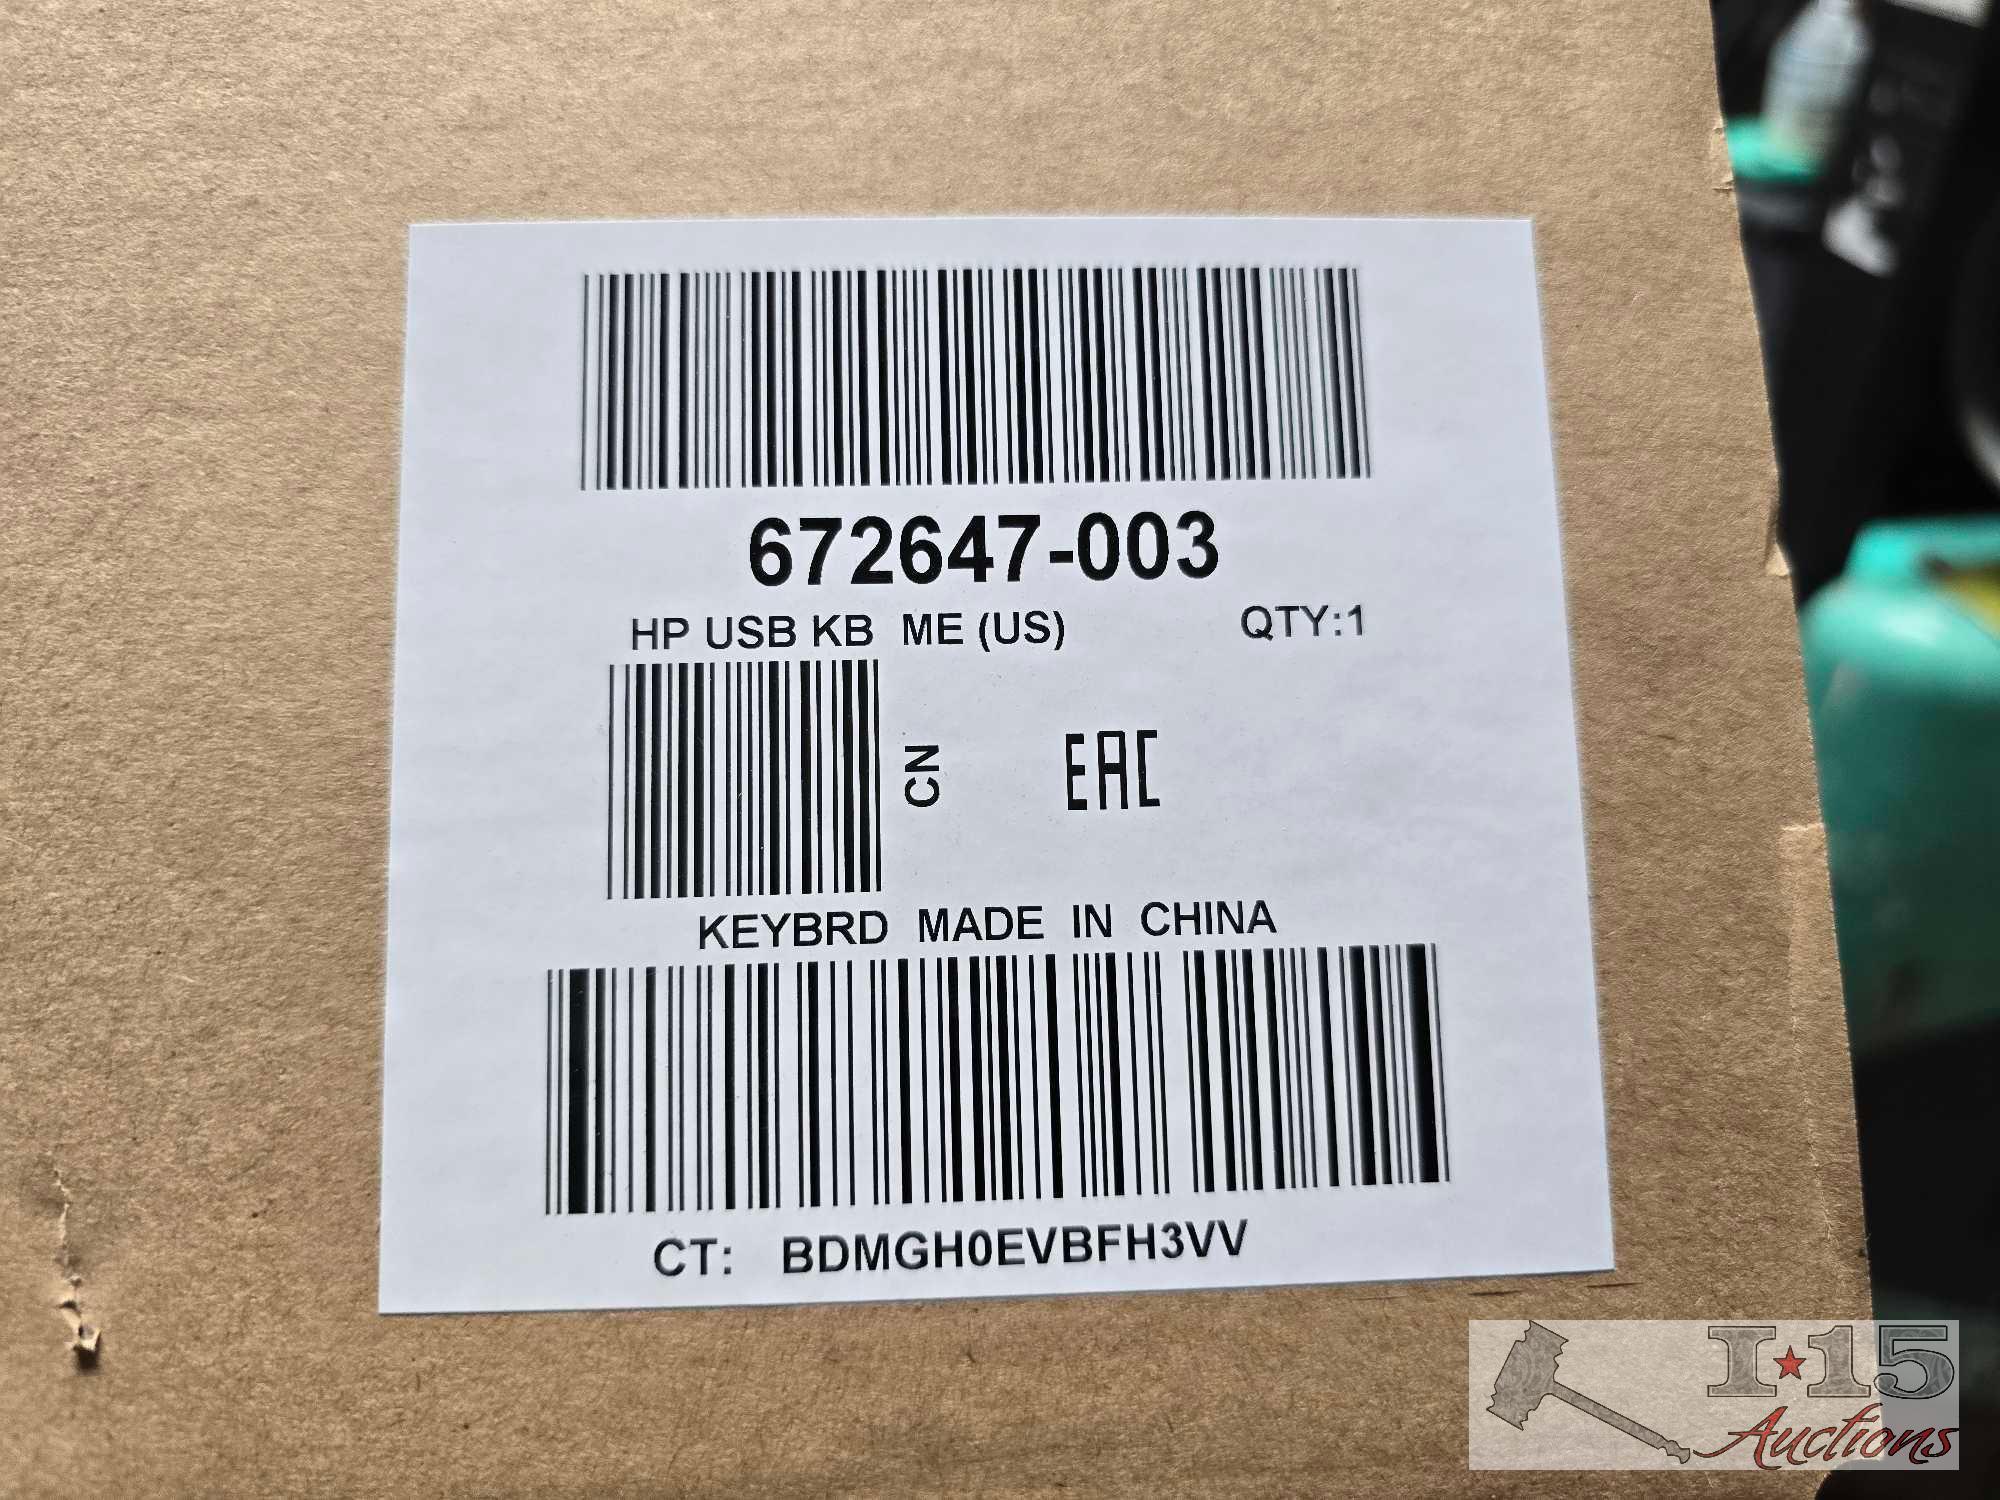 672647-003
HP USB KB ME (US) QTY:1
CN
EAC
KEYBRD MADE IN CHINA
CT: BDMGH0EVBFH3VV
I★15
Auctions